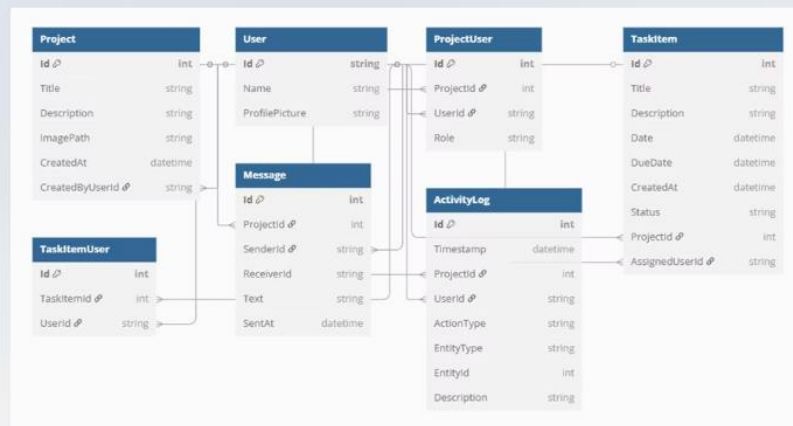 Project
Id int
Title string
Description string
ImagePath string
CreatedAt datetime
CreatedByUserId string
User
Id string
Name string
ProfilePicture string
ProjectUser
Id int
ProjectId int
UserId string
Role string
TaskItem
Id int
Title string
Description string
Date datetime
DueDate datetime
CreatedAt datetime
Status string
ProjectId int
AssignedUserId string
Message
Id int
ProjectId int
SenderId string
ReceiverId string
Text string
SentAt datetime
ActivityLog
Id int
Timestamp datetime
ProjectId int
UserId string
ActionType string
EntityType string
EntityId int
Description string
TaskItemUser
Id int
TaskItemId int
UserId string